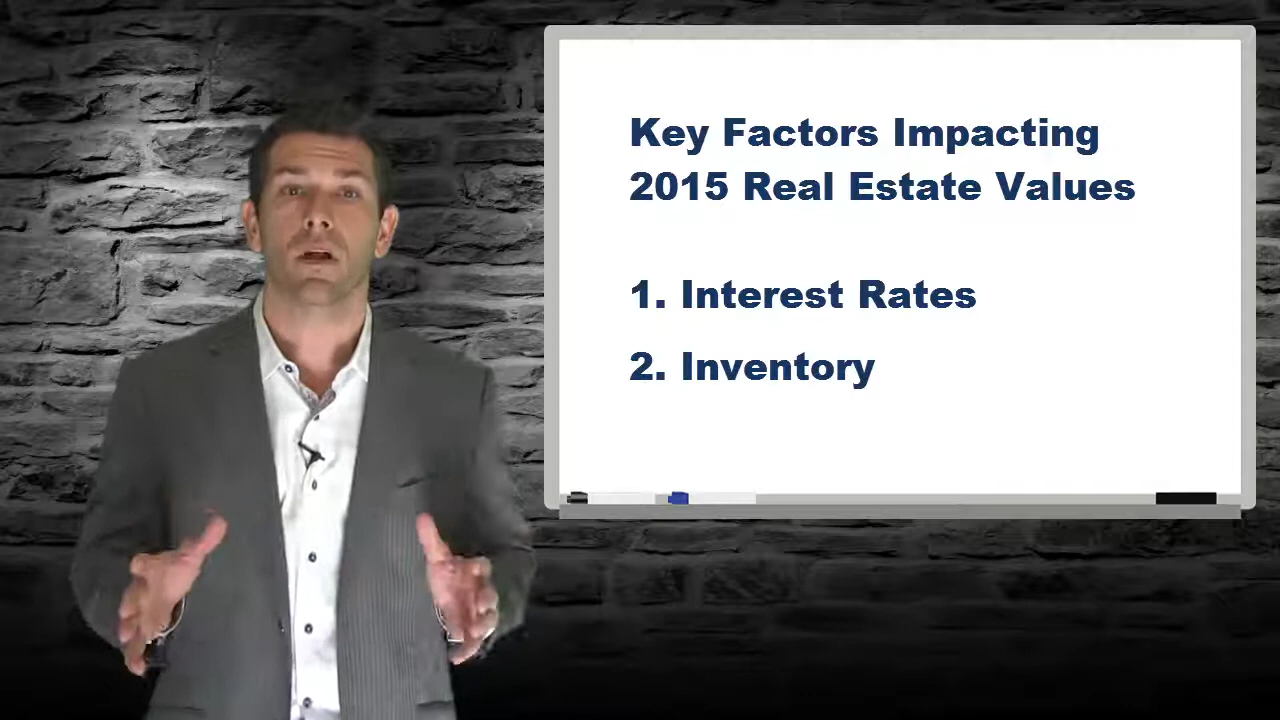 Key Factors Impacting
2015 Real Estate Values
1. Interest Rates
2. Inventory